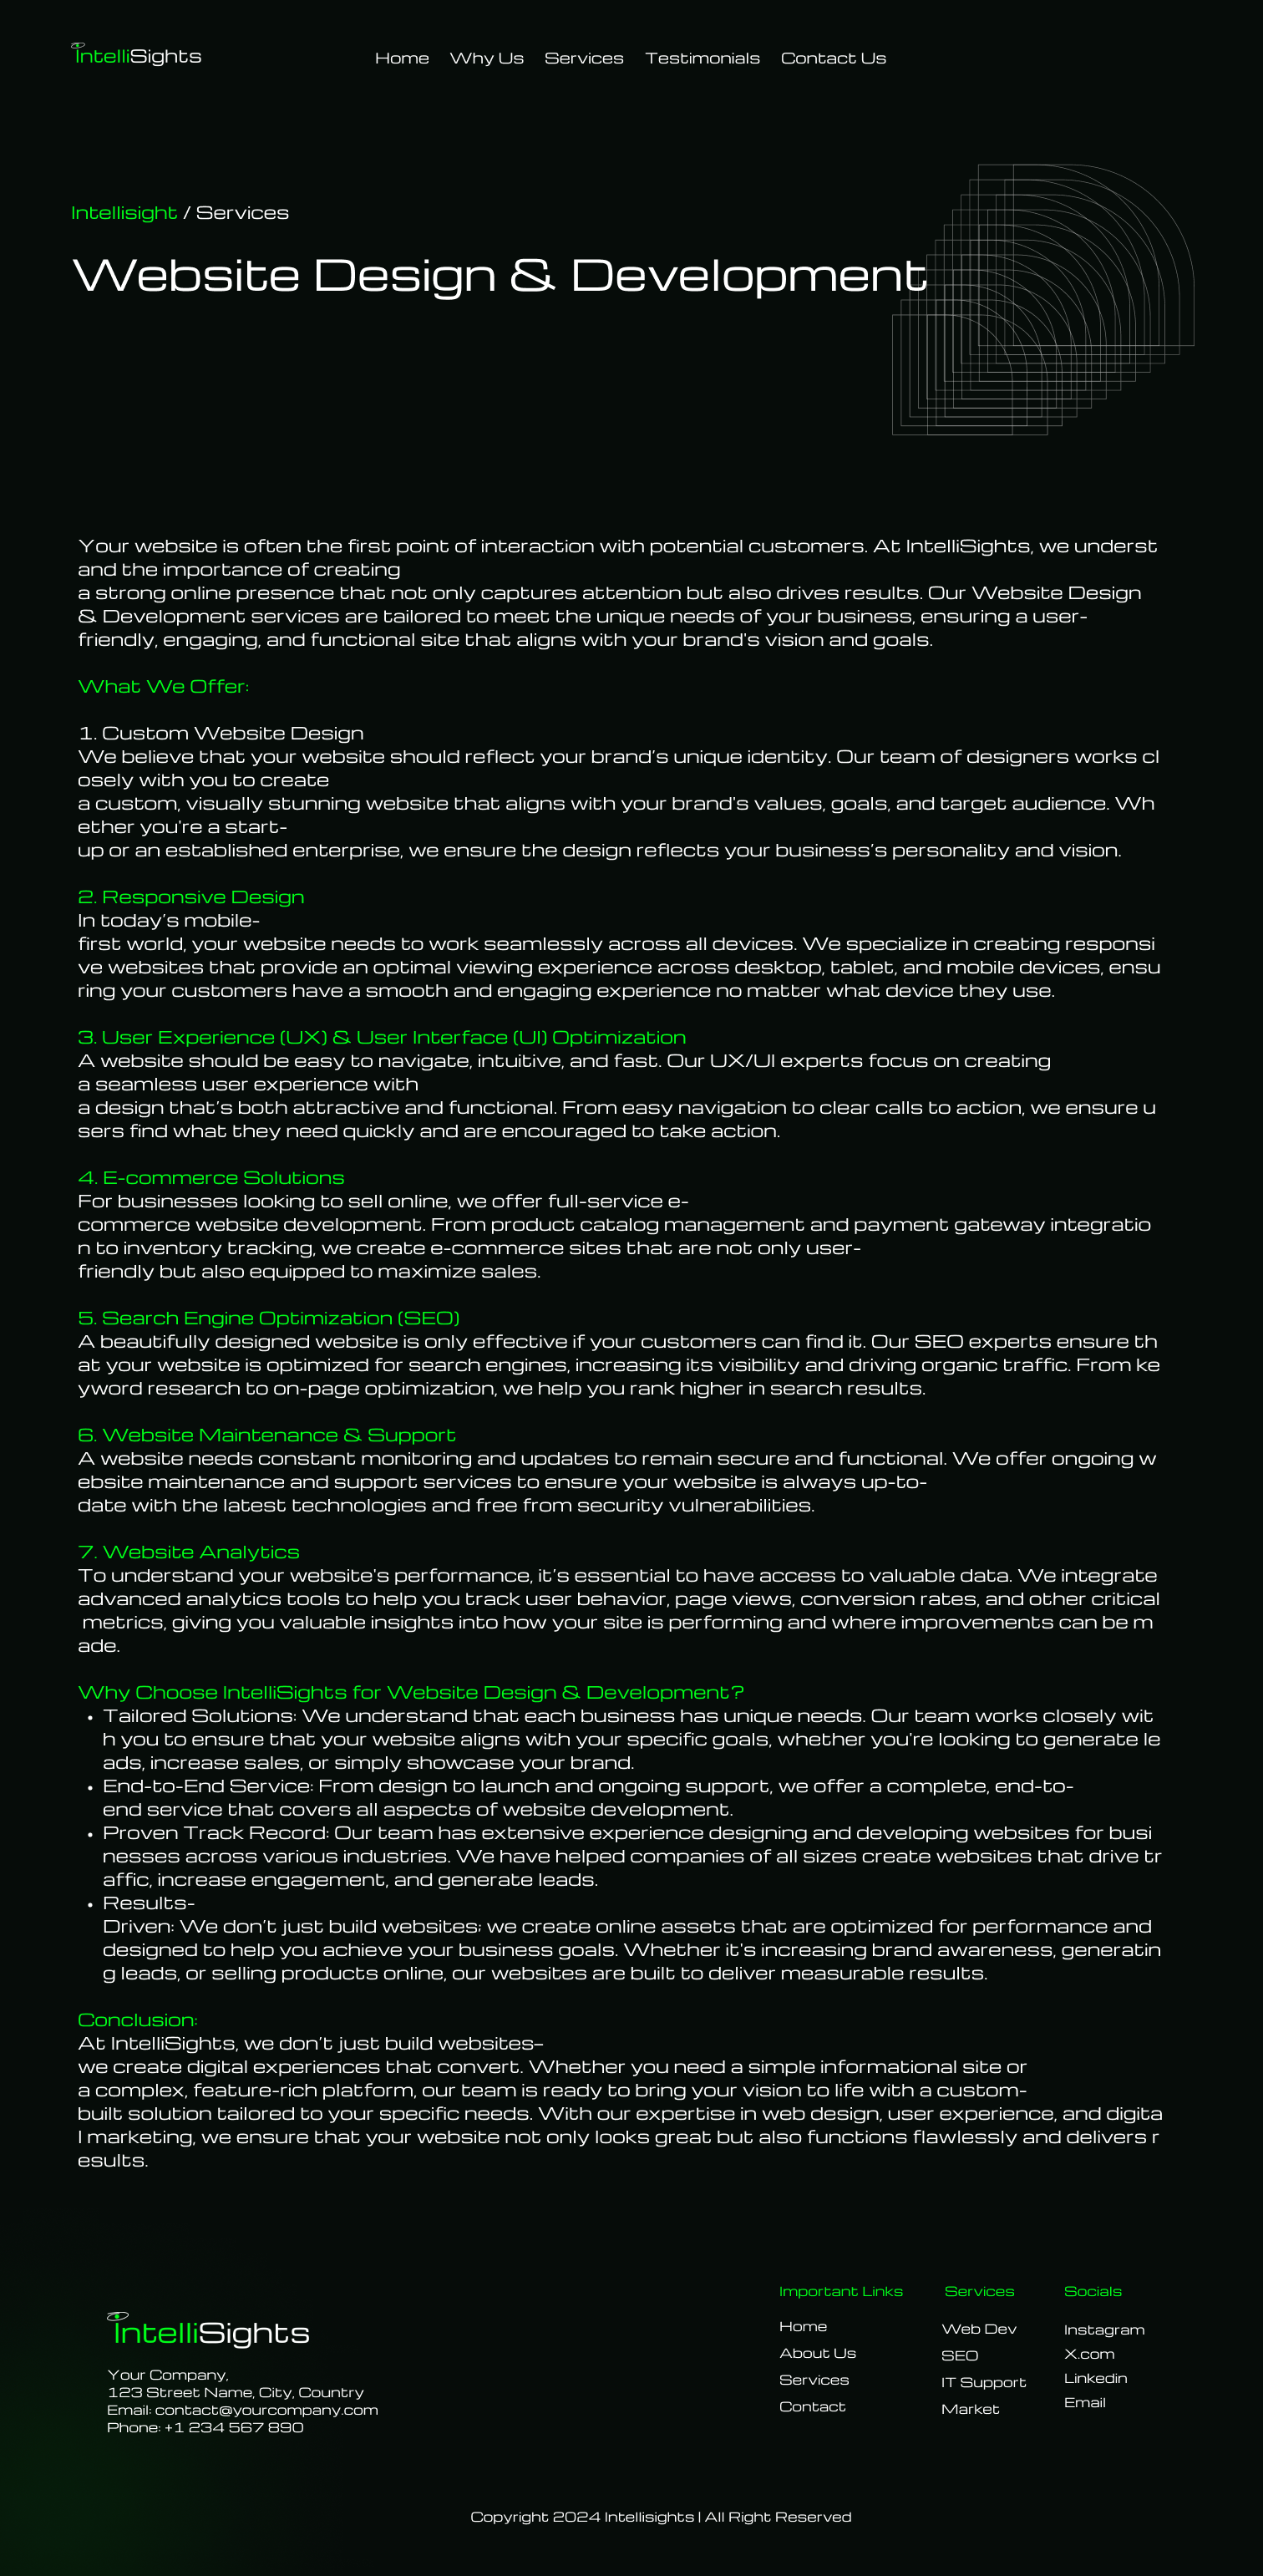 IntelliSights
Home Why Us Services Testimonials Contact Us
Intellisight / Services
Website Design & Development
Your website is often the first point of interaction with potential customers. At IntelliSights, we underst
and the importance of creating
a strong online presence that not only captures attention but also drives results. Our Website Design
& Development services are tailored to meet the unique needs of your business, ensuring a user-
friendly, engaging, and functional site that aligns with your brand's vision and goals.
What We Offer:
1. Custom Website Design
We believe that your website should reflect your brand’s unique identity. Our team of designers works cl
osely with you to create
a custom, visually stunning website that aligns with your brand's values, goals, and target audience. Wh
ether you're a start-
up or an established enterprise, we ensure the design reflects your business’s personality and vision.
2. Responsive Design
In today’s mobile-
first world, your website needs to work seamlessly across all devices. We specialize in creating responsi
ve websites that provide an optimal viewing experience across desktop, tablet, and mobile devices, ensu
ring your customers have a smooth and engaging experience no matter what device they use.
3. User Experience (UX) & User Interface (UI) Optimization
A website should be easy to navigate, intuitive, and fast. Our UX/UI experts focus on creating
a seamless user experience with
a design that’s both attractive and functional. From easy navigation to clear calls to action, we ensure u
sers find what they need quickly and are encouraged to take action.
4. E-commerce Solutions
For businesses looking to sell online, we offer full-service e-
commerce website development. From product catalog management and payment gateway integratio
n to inventory tracking, we create e-commerce sites that are not only user-
friendly but also equipped to maximize sales.
5. Search Engine Optimization (SEO)
A beautifully designed website is only effective if your customers can find it. Our SEO experts ensure th
at your website is optimized for search engines, increasing its visibility and driving organic traffic. From ke
yword research to on-page optimization, we help you rank higher in search results.
6. Website Maintenance & Support
A website needs constant monitoring and updates to remain secure and functional. We offer ongoing w
ebsite maintenance and support services to ensure your website is always up-to-
date with the latest technologies and free from security vulnerabilities.
7. Website Analytics
To understand your website's performance, it’s essential to have access to valuable data. We integrate
advanced analytics tools to help you track user behavior, page views, conversion rates, and other critical
metrics, giving you valuable insights into how your site is performing and where improvements can be m
ade.
Why Choose IntelliSights for Website Design & Development?
• Tailored Solutions: We understand that each business has unique needs. Our team works closely wit
h you to ensure that your website aligns with your specific goals, whether you're looking to generate le
ads, increase sales, or simply showcase your brand.
• End-to-End Service: From design to launch and ongoing support, we offer a complete, end-to-
end service that covers all aspects of website development.
• Proven Track Record: Our team has extensive experience designing and developing websites for busi
nesses across various industries. We have helped companies of all sizes create websites that drive tr
affic, increase engagement, and generate leads.
• Results-
Driven: We don’t just build websites; we create online assets that are optimized for performance and
designed to help you achieve your business goals. Whether it's increasing brand awareness, generatin
g leads, or selling products online, our websites are built to deliver measurable results.
Conclusion:
At IntelliSights, we don’t just build websites—
we create digital experiences that convert. Whether you need a simple informational site or
a complex, feature-rich platform, our team is ready to bring your vision to life with a custom-
built solution tailored to your specific needs. With our expertise in web design, user experience, and digita
l marketing, we ensure that your website not only looks great but also functions flawlessly and delivers r
esults.
IntelliSights
Your Company,
123 Street Name, City, Country
Email: contact@yourcompany.com
Phone: +1 234 567 890
Important Links
Home
About Us
Services
Contact
Services
Web Dev
SEO
IT Support
Market
Socials
Instagram
X.com
Linkedin
Email
Copyright 2024 Intellisights | All Right Reserved